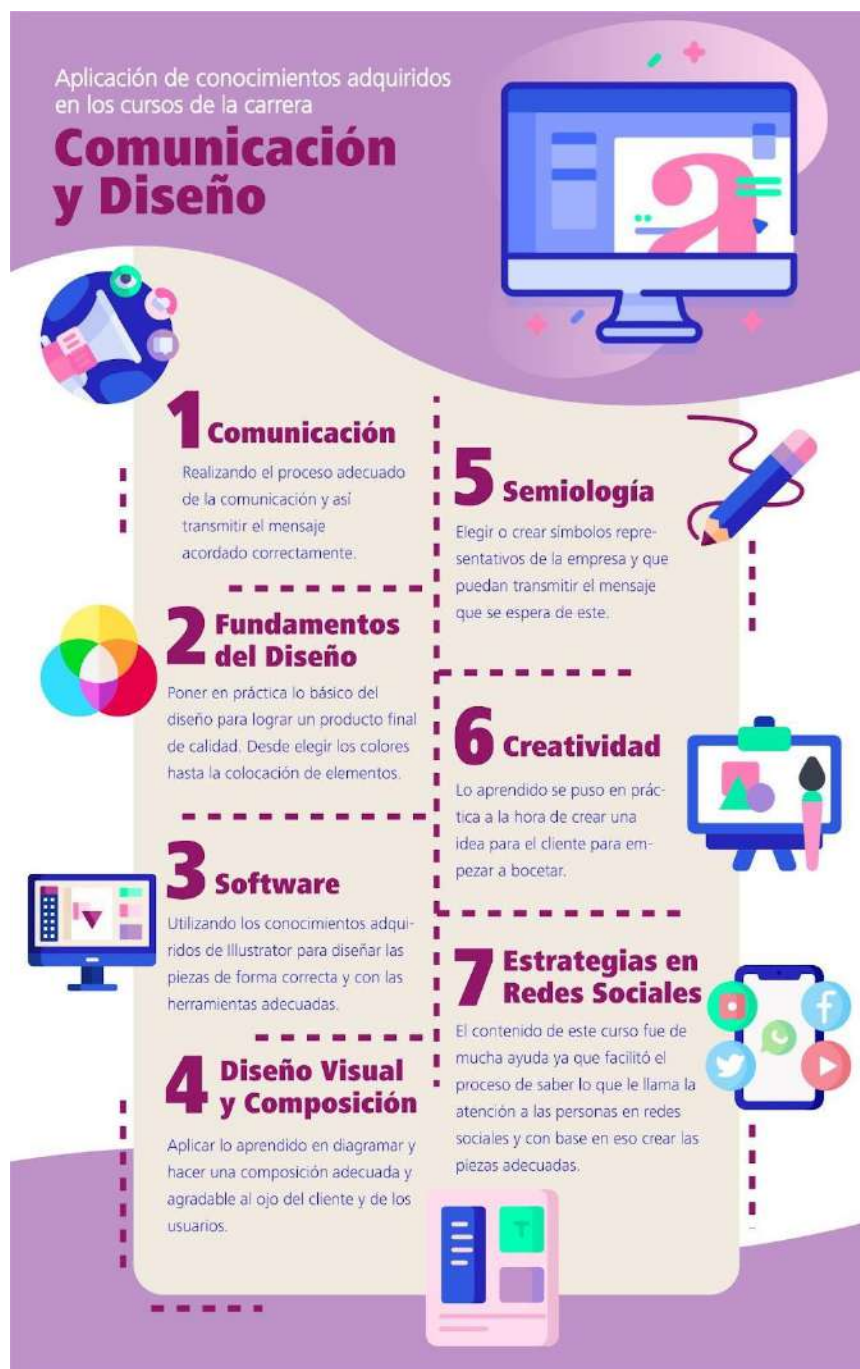 Aplicación de conocimientos adquiridos
en los cursos de la carrera
Comunicación
y Diseño
a
1 Comunicación
Realizando el proceso adecuado
de la comunicación y así
transmitir el mensaje
acordado correctamente.
2 Fundamentos
del Diseño
Poner en práctica lo básico del
diseño para lograr un producto final
de calidad. Desde elegir los colores
hasta la colocación de elementos.
3 Software
Utilizando los conocimientos adqui-
ridos de Illustrator para diseñar las
piezas de forma correcta y con las
herramientas adecuadas.
4 Diseño Visual
y Composición
Aplicar lo aprendido en diagramar y
hacer una composición adecuada y
agradable al ojo del cliente y de los
usuarios.
5 Semiología
Elegir o crear símbolos repre-
sentativos de la empresa y que
puedan transmitir el mensaje
que se espera de este.
6 Creatividad
Lo aprendido se puso en prác-
tica a la hora de crear una
idea para el cliente para em-
pezar a bocetar.
7 Estrategias en
Redes Sociales
El contenido de este curso fue de
mucha ayuda ya que facilitó el
proceso de saber lo que le llama la
atención a las personas en redes
sociales y con base en eso crear las
piezas adecuadas.
f
T